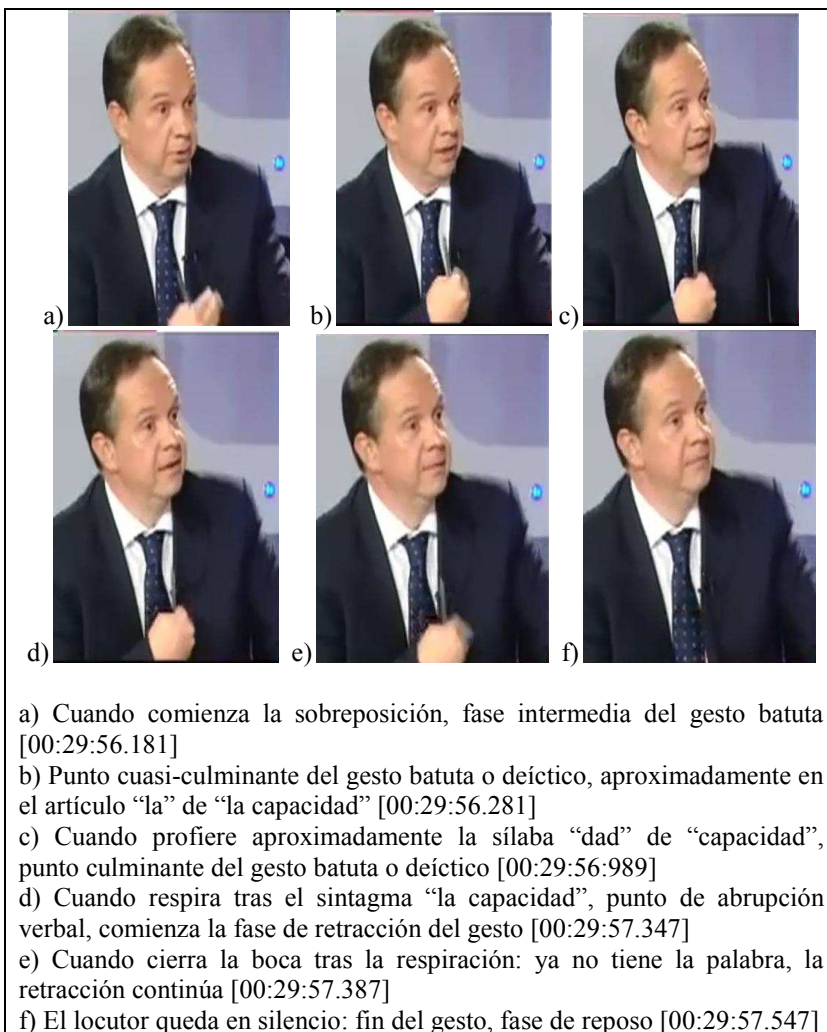 a) b) c)
d) e) f)
a) Cuando comienza la sobreposición, fase intermedia del gesto batuta
[00:29:56.181]
b) Punto cuasi-culminante del gesto batuta o deíctico, aproximadamente en
el artículo “la” de “la capacidad” [00:29:56.281]
c) Cuando profiere aproximadamente la sílaba “dad” de “capacidad”,
punto culminante del gesto batuta o deíctico [00:29:56:989]
d) Cuando respira tras el sintagma “la capacidad”, punto de abrupción
verbal, comienza la fase de retracción del gesto [00:29:57.347]
e) Cuando cierra la boca tras la respiración: ya no tiene la palabra, la
retracción continúa [00:29:57.387]
f) El locutor queda en silencio: fin del gesto, fase de reposo [00:29:57.547]